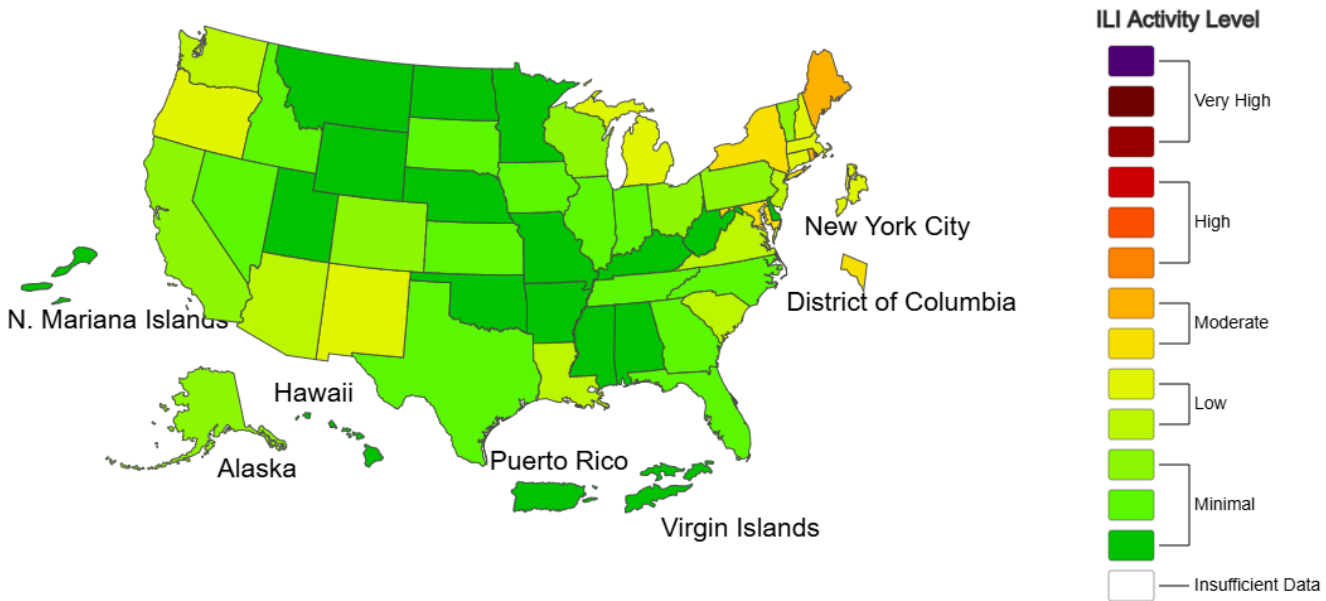 ILI Activity Level
Very High
High
Moderate
Low
Minimal
Insufficient Data
New York City
District of Columbia
N. Mariana Islands
Hawaii
Alaska
Puerto Rico
Virgin Islands